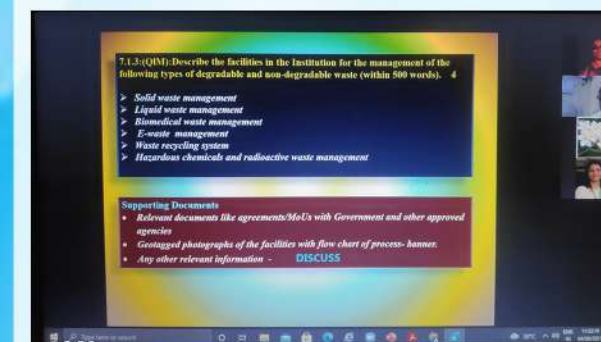 7.1.3:(QlM):Describe the facilities in the Institution for the management of the
following types of degradable and non-degradable waste (within 500 words). 4
➢ Solid waste management
➢ Liquid waste management
➢ Biomedical waste management
➢ E-waste management
➢ Waste recycling system
➢ Hazardous chemicals and radioactive waste management
Supporting Documents
• Relevant documents like agreements/MoUs with Government and other approved
agencies
• Geotagged photographs of the facilities with flow chart of process- banner.
• Any other relevant information - DISCUSS
Type here to search